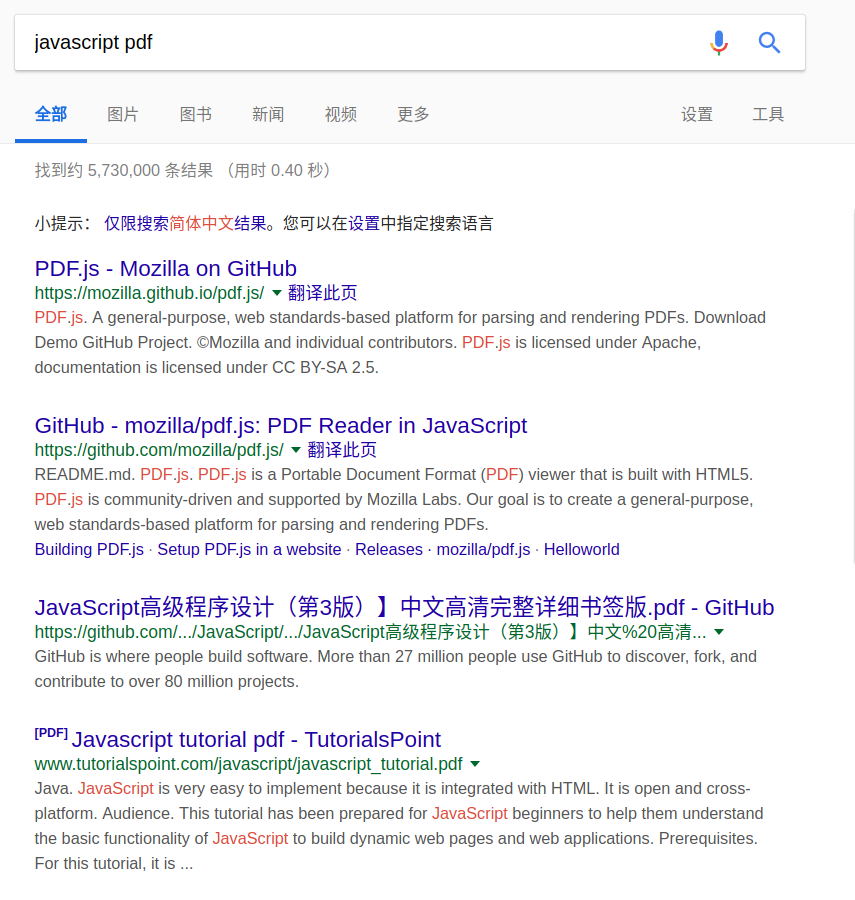 javascript pdf
全部 图片 图书 新闻 视频 更多 设置 工具
找到约 5,730,000 条结果 （用时 0.40 秒）
小提示： 仅限搜索简体中文结果。您可以在设置中指定搜索语言
PDF.js - Mozilla on GitHub
https://mozilla.github.io/pdf.js/ 翻译此页
PDF.js. A general-purpose, web standards-based platform for parsing and rendering PDFs. Download
Demo GitHub Project. ©Mozilla and individual contributors. PDF.js is licensed under Apache,
documentation is licensed under CC BY-SA 2.5.
GitHub - mozilla/pdf.js: PDF Reader in JavaScript
https://github.com/mozilla/pdf.js/ 翻译此页
README.md. PDF.js. PDF.js is a Portable Document Format (PDF) viewer that is built with HTML5.
PDF.js is community-driven and supported by Mozilla Labs. Our goal is to create a general-purpose,
web standards-based platform for parsing and rendering PDFs.
Building PDF.js · Setup PDF.js in a website · Releases · mozilla/pdf.js · Helloworld
JavaScript高级程序设计（第3版）】中文高清完整详细书签版.pdf - GitHub
https://github.com/.../JavaScript/.../JavaScript高级程序设计（第3版）】中文%20高清...
GitHub is where people build software. More than 27 million people use GitHub to discover, fork, and
contribute to over 80 million projects.
[PDF] Javascript tutorial pdf - TutorialsPoint
www.tutorialspoint.com/javascript/javascript_tutorial.pdf
Java. JavaScript is very easy to implement because it is integrated with HTML. It is open and cross-
platform. Audience. This tutorial has been prepared for JavaScript beginners to help them understand
the basic functionality of JavaScript to build dynamic web pages and web applications. Prerequisites.
For this tutorial, it is ...